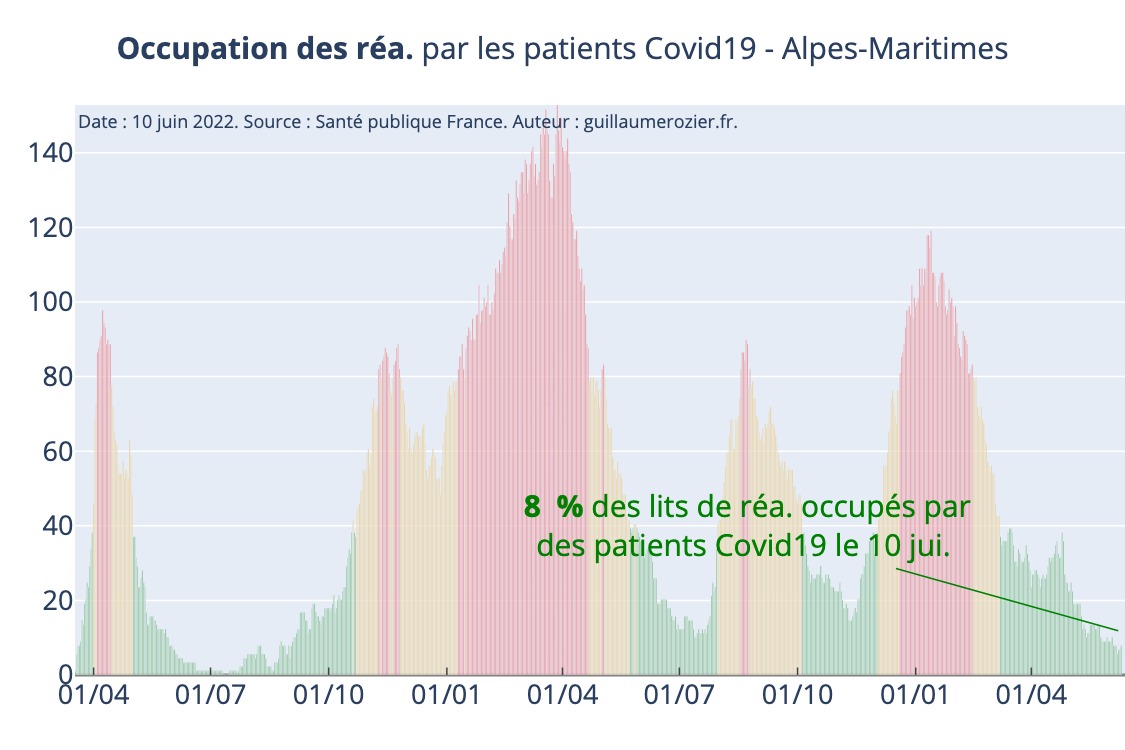 Occupation des réa. par les patients Covid19 - Alpes-Maritimes
Date : 10 juin 2022. Source : Santé publique France. Auteur : guillaumerozier.fr.
140
120
100
80
60
40
20
0
8 % des lits de réa. occupés par
des patients Covid19 le 10 jui.
01/04 01/07 01/10 01/01 01/04 01/07 01/10 01/01 01/04